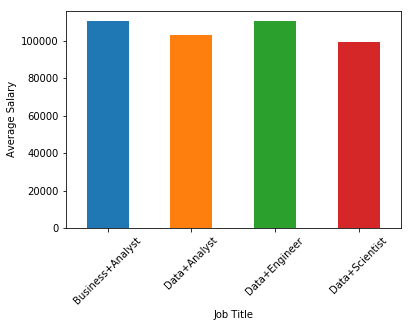 Average Salary
100000
80000
60000
40000
20000
0
Business+Analyst
Data+Analyst
Data+Engineer
Data+Scientist
Job Title